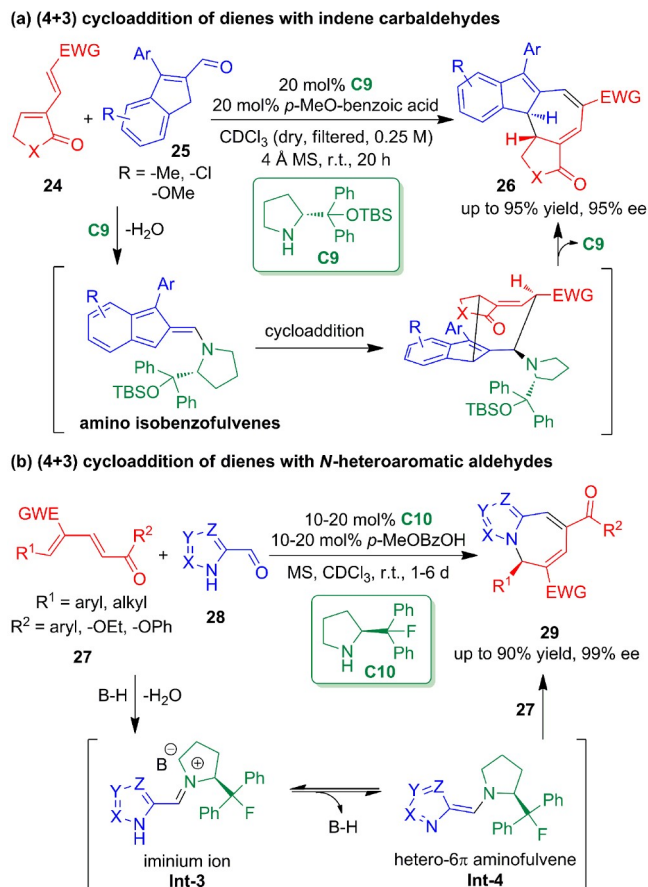 (a) (4+3) cycloaddition of dienes with indene carbaldehydes
EWG
X
O
24
+
Ar
O
R
25
R = -Me, -Cl
-OMe
20 mol% C9
20 mol% p-MeO-benzoic acid
CDCl3 (dry, filtered, 0.25 M)
4 Å MS, r.t., 20 h
Ph
OTBS
N
H
Ph
C9
R
Ar
H
EWG
H
X
O
26
up to 95% yield, 95% ee
C9
-H2O
C9
R
Ar
N
Ph
TBSO
Ph
amino isobenzofulvenes
cycloaddition
H
EWG
X
O
R
Ar
N
Ph
TBSO
Ph
(b) (4+3) cycloaddition of dienes with N-heteroaromatic aldehydes
GWE
R2
R1
O
R1 = aryl, alkyl
R2 = aryl, -OEt, -OPh
27
+
Y
Z
X
N
H
O
28
10-20 mol% C10
10-20 mol% p-MeOBzOH
MS, CDCl3, r.t., 1-6 d
Ph
F
N
H
Ph
C10
Y
Z
X
N
O
R2
R1
EWG
29
up to 90% yield, 99% ee
B-H
-H2O
27
B
⊖
⊕
N
Y
Z
X
N
H
Ph
Ph
F
iminium ion
Int-3
B-H
Y
Z
X
N
N
Ph
Ph
F
hetero-6π aminofulvene
Int-4